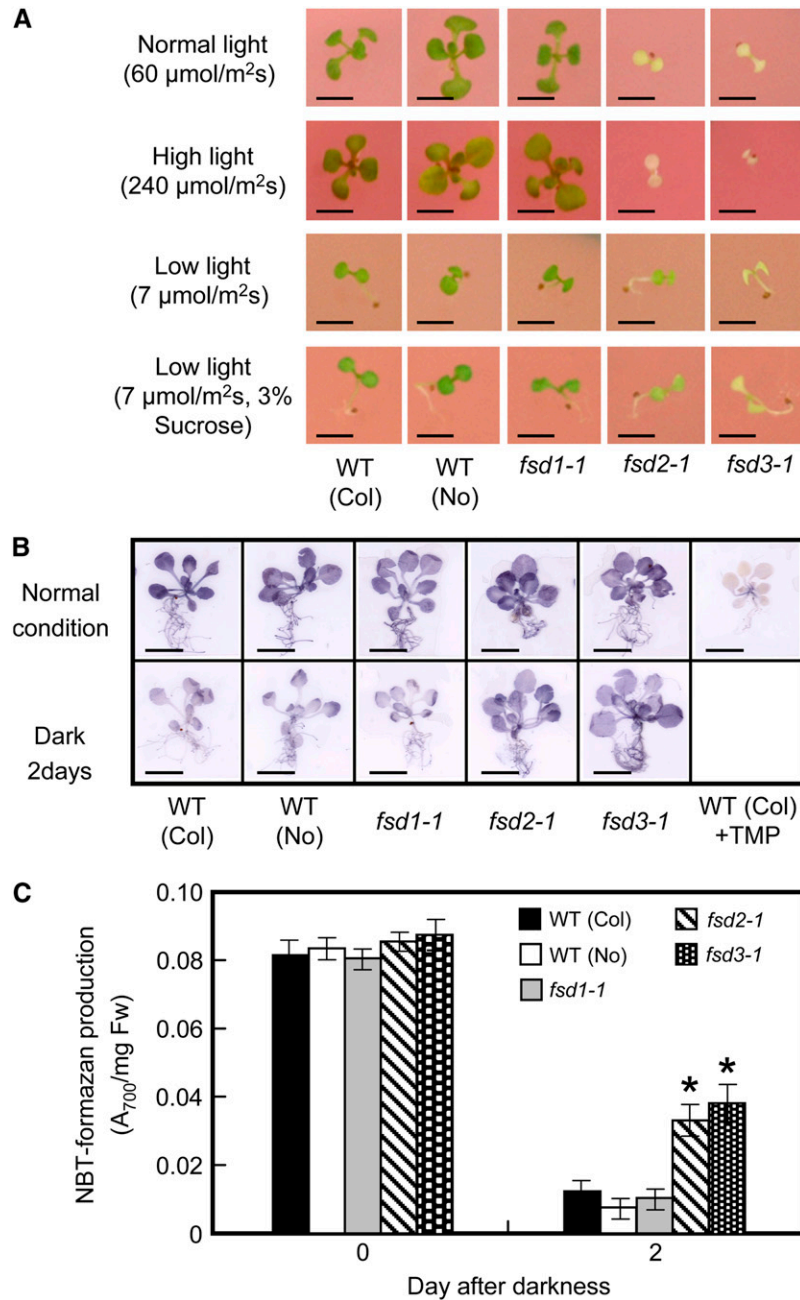 A
Normal light
(60 µmol/m²s)
High light
(240 µmol/m²s)
Low light
(7 µmol/m²s)
Low light
(7 µmol/m²s, 3%
Sucrose)
WT
(Col)
WT
(No)
fsd1-1
fsd2-1
fsd3-1
B
Normal
condition
Dark
2days
WT
(Col)
WT
(No)
fsd1-1
fsd2-1
fsd3-1
WT (Col)
+TMP
C
NBT-formazan production
(A₇₀₀/mg Fw)
0.10
0.08
0.06
0.04
0.02
0.01
0
WT (Col)
WT (No)
fsd1-1
fsd2-1
fsd3-1
*
*
0
2
Day after darkness